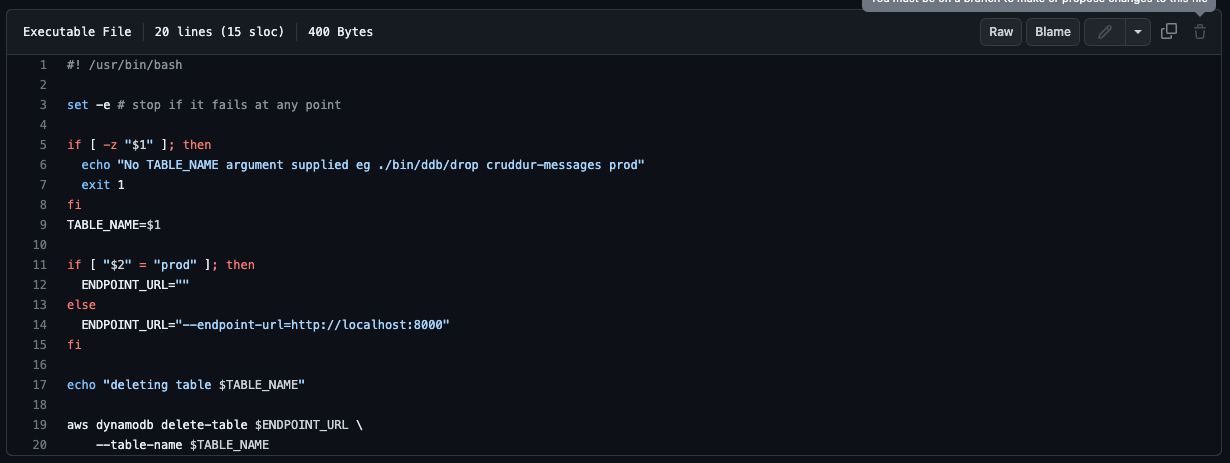 You must be on a branch to make or propose changes to this file
Executable File 20 lines (15 sloc) 400 Bytes Raw Blame
1 #! /usr/bin/bash
2
3 set -e # stop if it fails at any point
4
5 if [ -z "$1" ]; then
6   echo "No TABLE_NAME argument supplied eg ./bin/ddb/drop cruddur-messages prod"
7   exit 1
8 fi
9 TABLE_NAME=$1
10
11 if [ "$2" = "prod" ]; then
12   ENDPOINT_URL=""
13 else
14   ENDPOINT_URL="--endpoint-url=http://localhost:8000"
15 fi
16
17 echo "deleting table $TABLE_NAME"
18
19 aws dynamodb delete-table $ENDPOINT_URL \
20     --table-name $TABLE_NAME